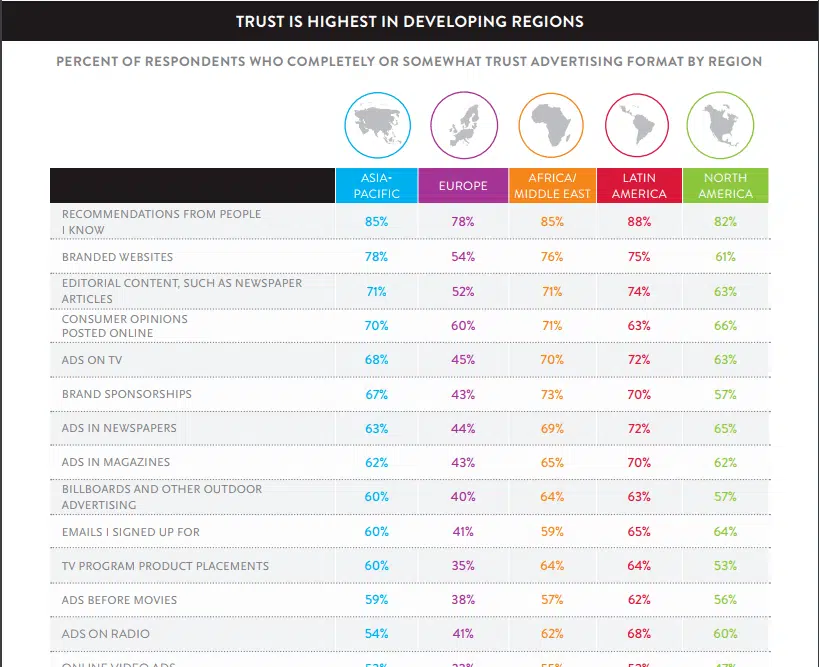 TRUST IS HIGHEST IN DEVELOPING REGIONS
PERCENT OF RESPONDENTS WHO COMPLETELY OR SOMEWHAT TRUST ADVERTISING FORMAT BY REGION
ASIA-PACIFIC EUROPE AFRICA/MIDDLE EAST LATIN AMERICA NORTH AMERICA
RECOMMENDATIONS FROM PEOPLE I KNOW 85% 78% 85% 88% 82%
BRANDED WEBSITES 78% 54% 76% 75% 61%
EDITORIAL CONTENT, SUCH AS NEWSPAPER ARTICLES 71% 52% 71% 74% 63%
CONSUMER OPINIONS POSTED ONLINE 70% 60% 71% 63% 66%
ADS ON TV 68% 45% 70% 72% 63%
BRAND SPONSORSHIPS 67% 43% 73% 70% 57%
ADS IN NEWSPAPERS 63% 44% 69% 72% 65%
ADS IN MAGAZINES 62% 43% 65% 70% 62%
BILLBOARDS AND OTHER OUTDOOR ADVERTISING 60% 40% 64% 63% 57%
EMAILS I SIGNED UP FOR 60% 41% 59% 65% 64%
TV PROGRAM PRODUCT PLACEMENTS 60% 35% 64% 64% 53%
ADS BEFORE MOVIES 59% 38% 57% 62% 56%
ADS ON RADIO 54% 41% 62% 68% 60%
ONLINE VIDEO ADS